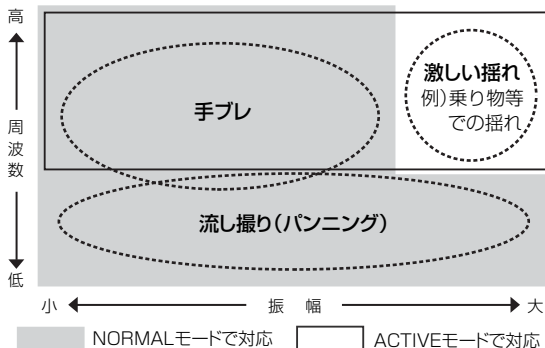 高
周
波
数
低
手ブレ
激しい揺れ
例)乗り物等
での揺れ
流し撮り(パンニング)
小 振 幅 大
NORMALモードで対応 ACTIVEモードで対応